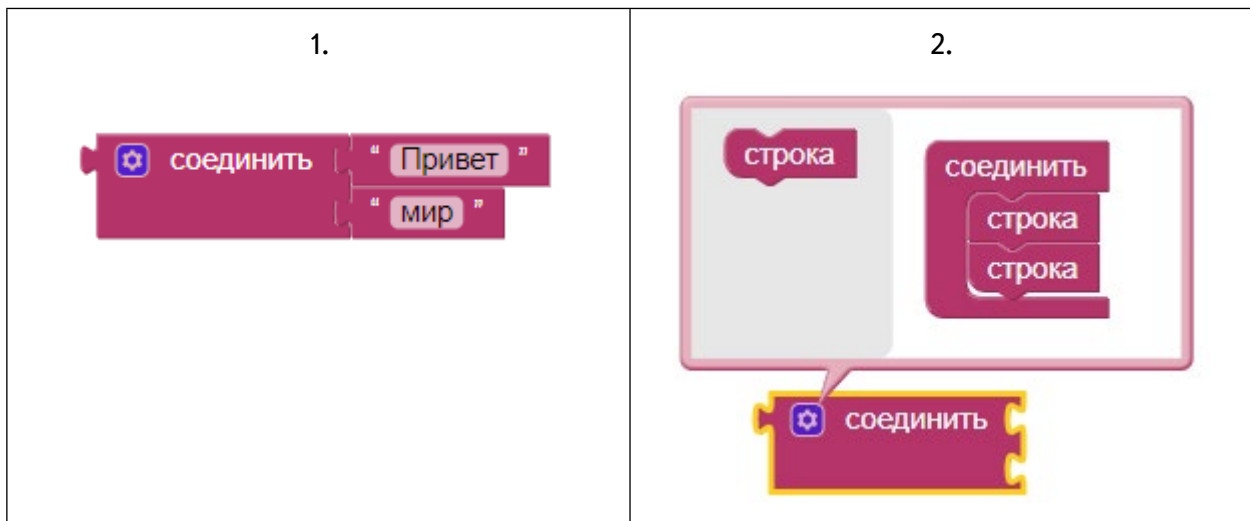 1.
соединить “ Привет ”
“ мир ”
2.
строка
соединить
строка
строка
соединить